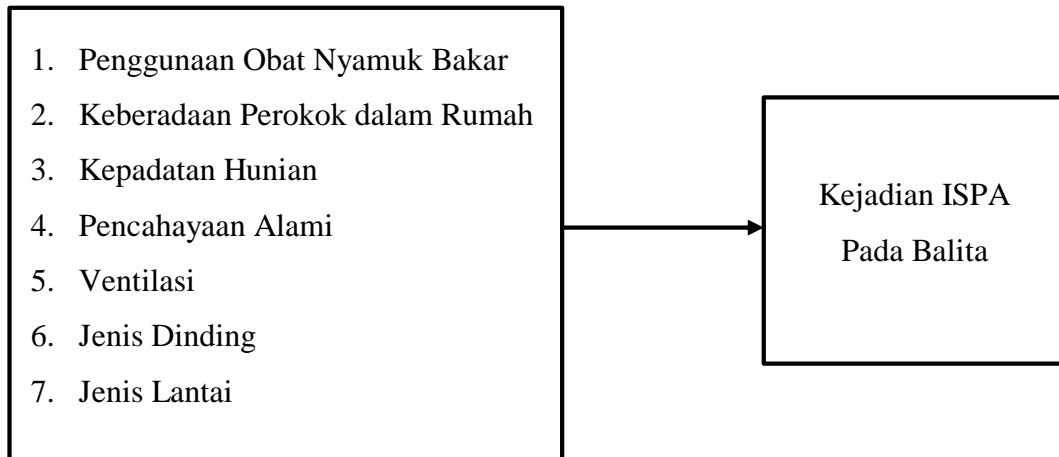 1. Penggunaan Obat Nyamuk Bakar
2. Keberadaan Perokok dalam Rumah
3. Kepadatan Hunian
4. Pencahayaan Alami
5. Ventilasi
6. Jenis Dinding
7. Jenis Lantai
Kejadian ISPA
Pada Balita